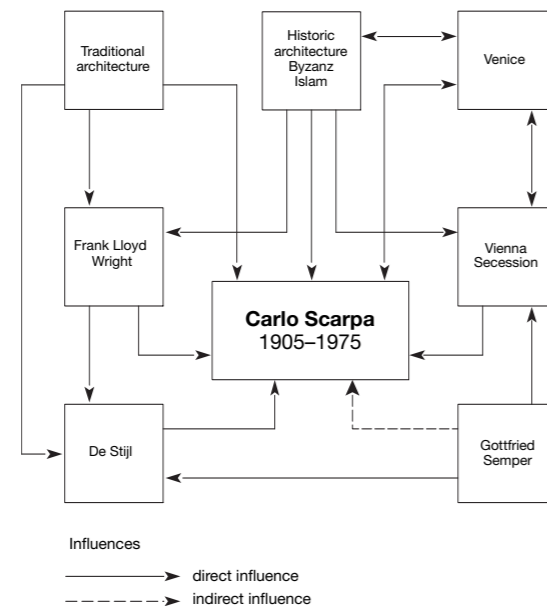 Traditional
architecture
Historic
architecture
Byzanz
Islam
Venice
Frank Lloyd
Wright
Vienna
Secession
Carlo Scarpa
1905–1975
De Stijl
Gottfried
Semper
Influences
direct influence
indirect influence